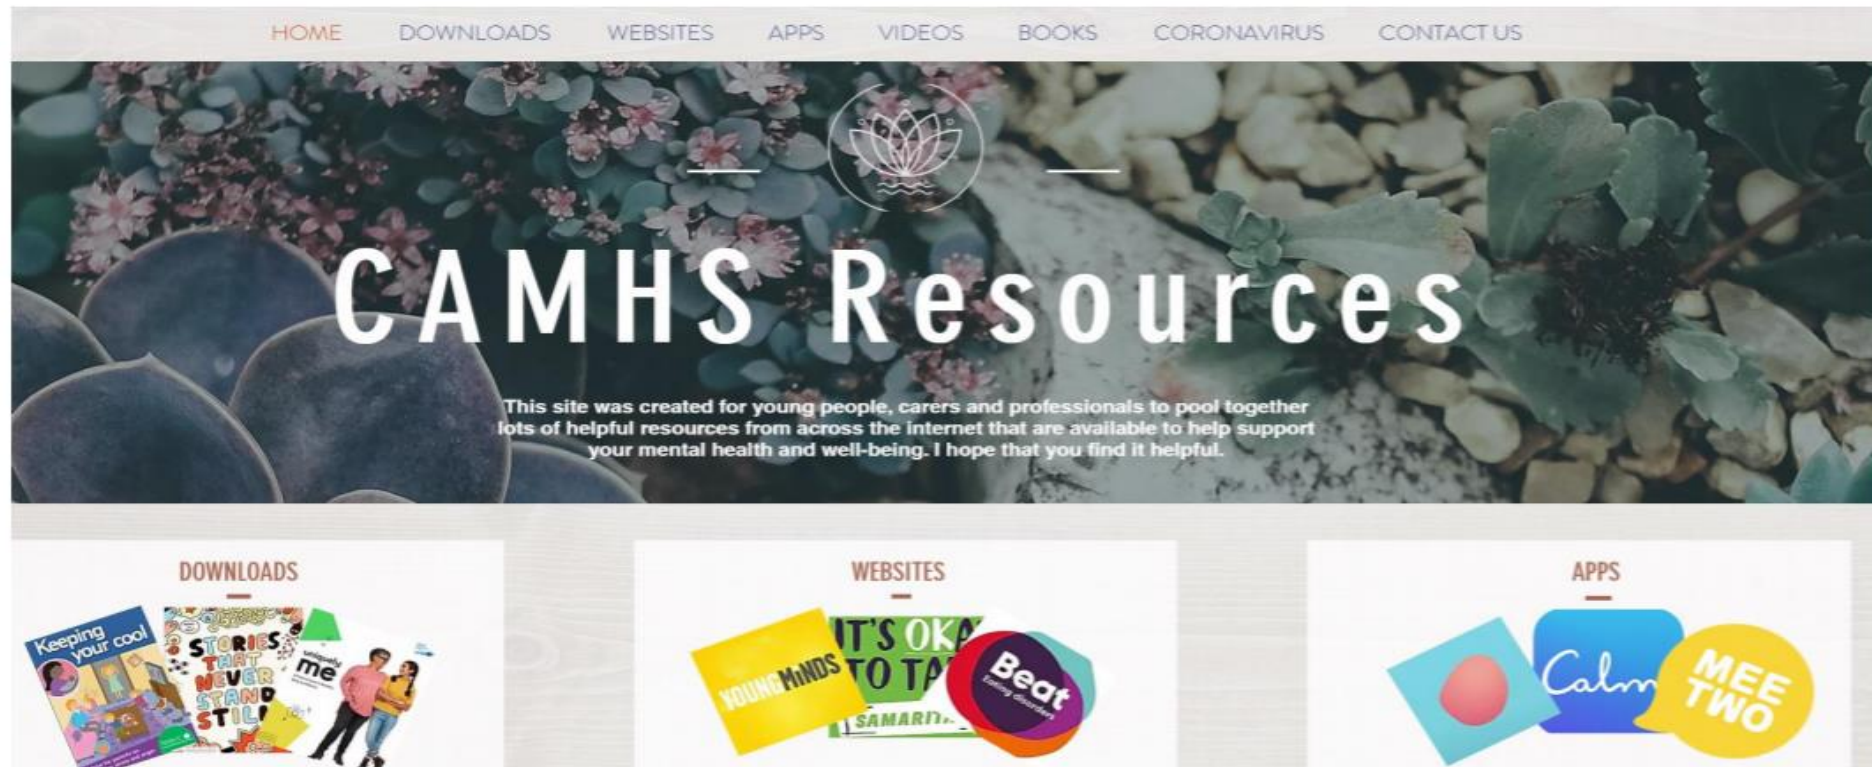 HOME DOWNLOADS WEBSITES APPS VIDEOS BOOKS CORONAVIRUS CONTACT US
CAMHS Resources
This site was created for young people, carers and professionals to pool together
lots of helpful resources from across the internet that are available to help support
your mental health and well-being. I hope that you find it helpful.
DOWNLOADS
Keeping
your cool
STORIES
THAT
NEVER
STAND
STILL
uniquely
me
WEBSITES
YOUNGMINDS
IT'S OKA
TO TA
SAMARIT
Beat
Eating disorders
APPS
Calm
MEE
TWO